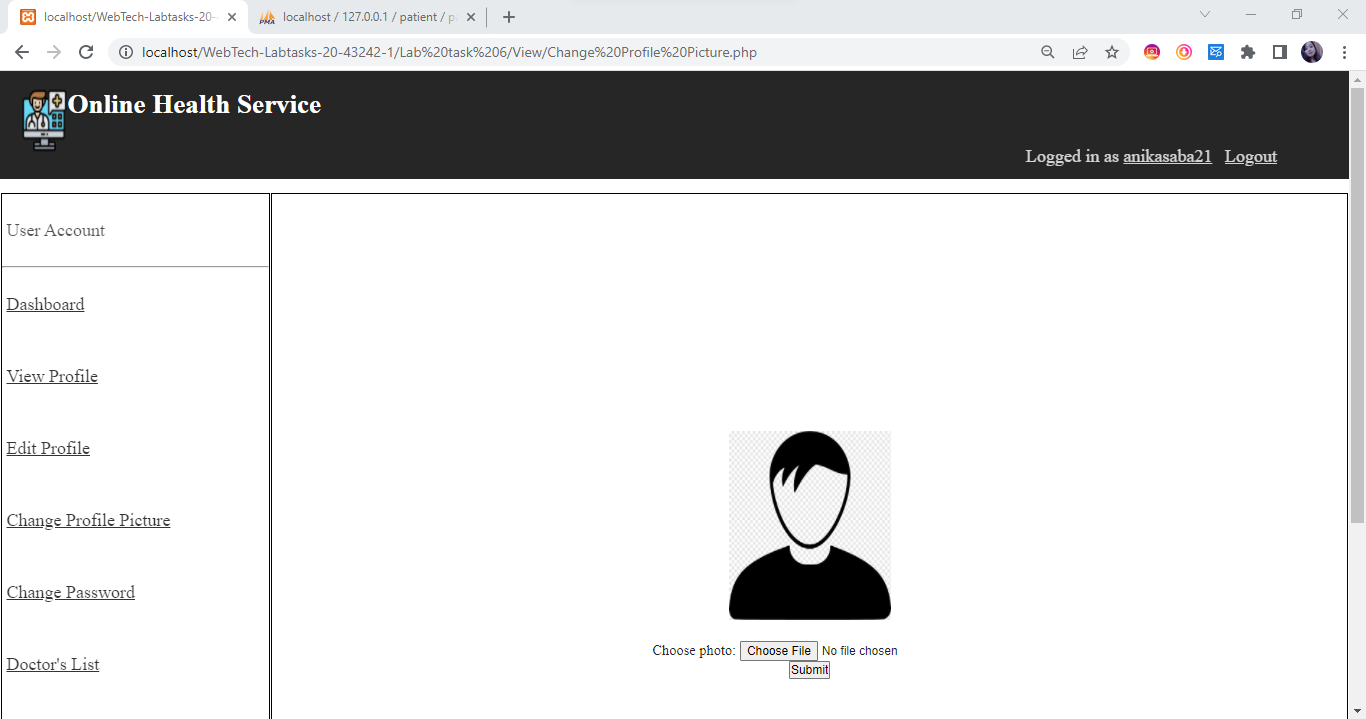 localhost/WebTech-Labtasks-20-
localhost / 127.0.0.1 / patient / p
localhost/WebTech-Labtasks-20-43242-1/Lab%20task%206/View/Change%20Profile%20Picture.php
Online Health Service
Logged in as anikasaba21 Logout
User Account
Dashboard
View Profile
Edit Profile
Change Profile Picture
Change Password
Doctor's List
Choose photo: Choose File No file chosen
Submit